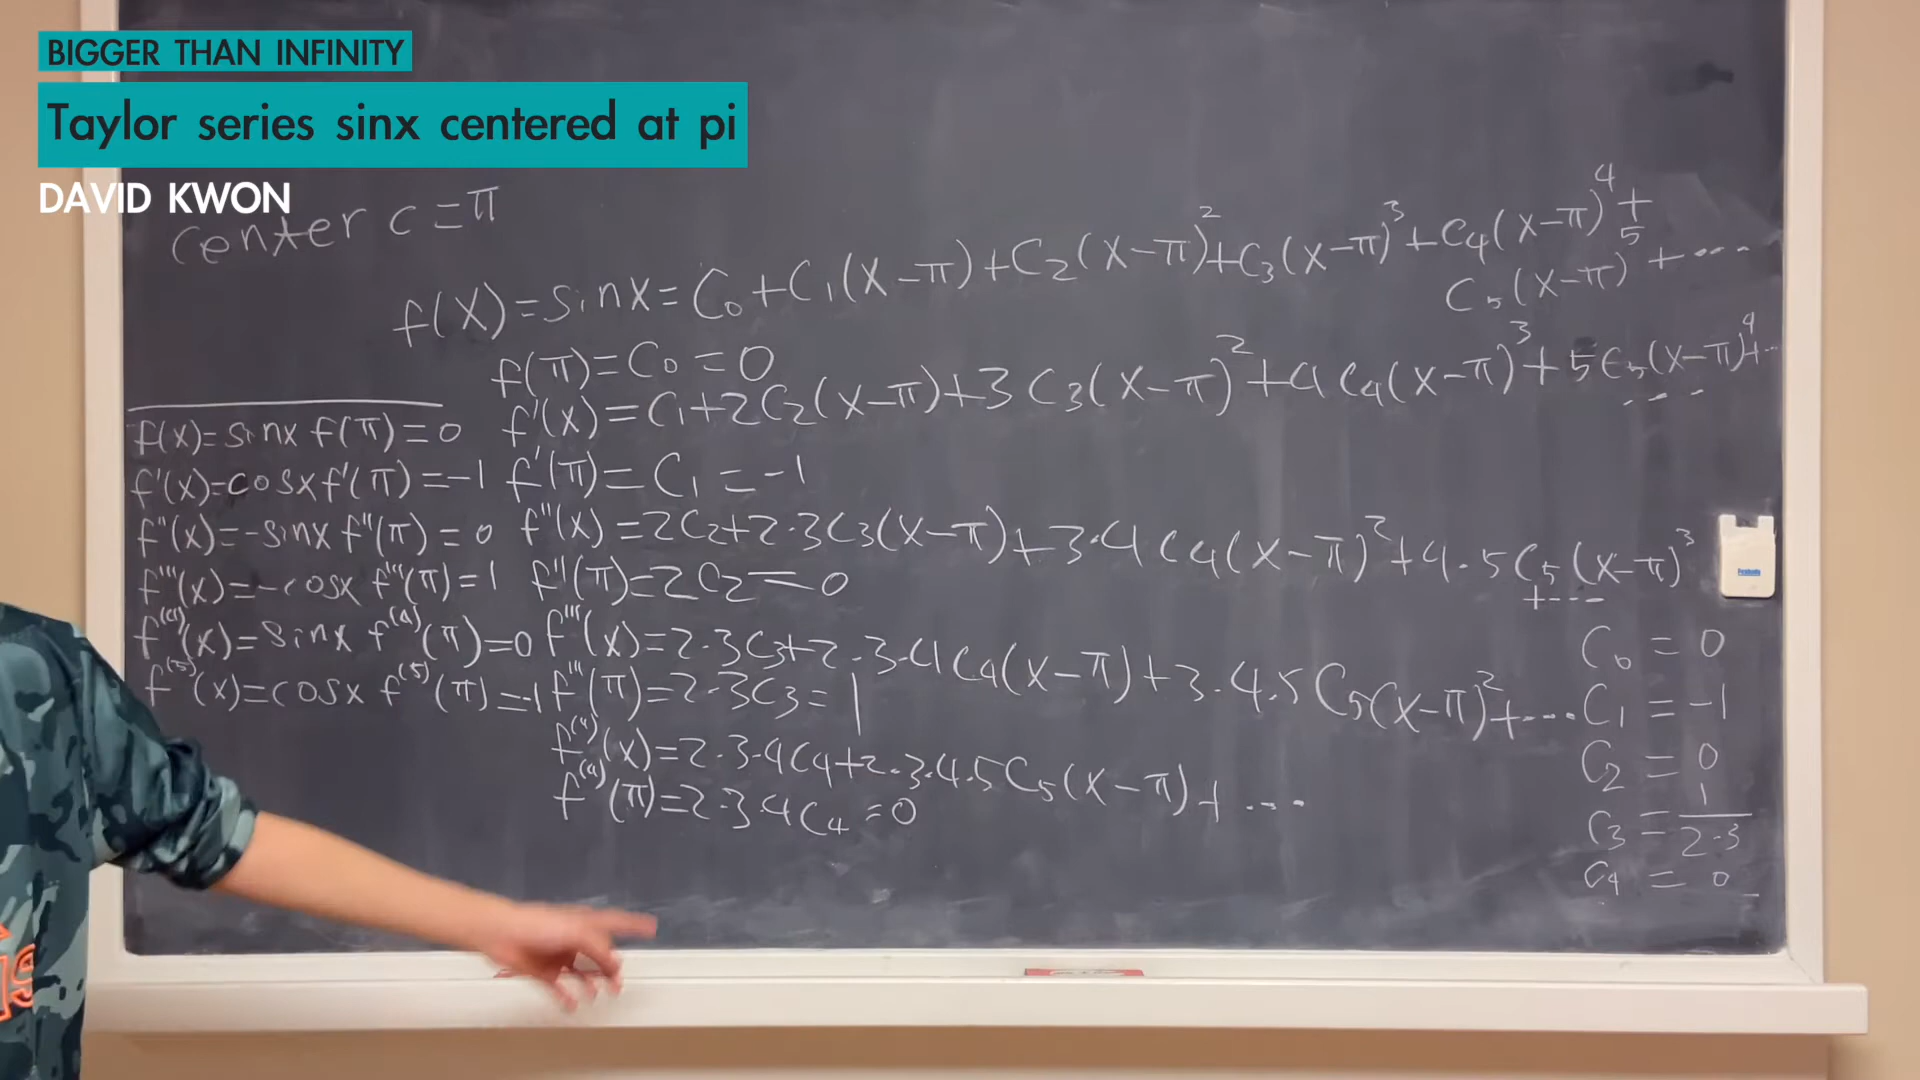 BIGGER THAN INFINITY
Taylor series sinx centered at pi
DAVID KWON
center c = π
f(x)=sinx=C₀+C₁(x-π)+C₂(x-π)²+C₃(x-π)³+C₄(x-π)⁴+
C₅(x-π)⁵+....
f(π)=C₀=0
f'(x)=C₁+2C₂(x-π)+3C₃(x-π)²+4C₄(x-π)³+5C₅(x-π)⁴+...
f'(π)=C₁=-1
f''(x)=2C₂+2·3C₃(x-π)+3·4C₄(x-π)²+4·5C₅(x-π)³
+---
f''(π)=2C₂=0
f'''(x)=2·3C₃+2·3·4C₄(x-π)+3·4·5C₅(x-π)²+....
f'''(π)=2·3C₃=1
f⁽⁴⁾(x)=2·3·4C₄+2·3·4·5C₅(x-π)+...
f⁽⁴⁾(π)=2·3·4C₄=0
f(x)=sinx f(π)=0
f'(x)=cosx f'(π)=-1
f''(x)=-sinx f''(π)=0
f'''(x)=-cosx f'''(π)=1
f⁽⁴⁾(x)=sinx f⁽⁴⁾(π)=0
f⁽⁵⁾(x)=cosx f⁽⁵⁾(π)=-1
C₀=0
C₁=-1
C₂=0
C₃=1/2·3
C₄=0